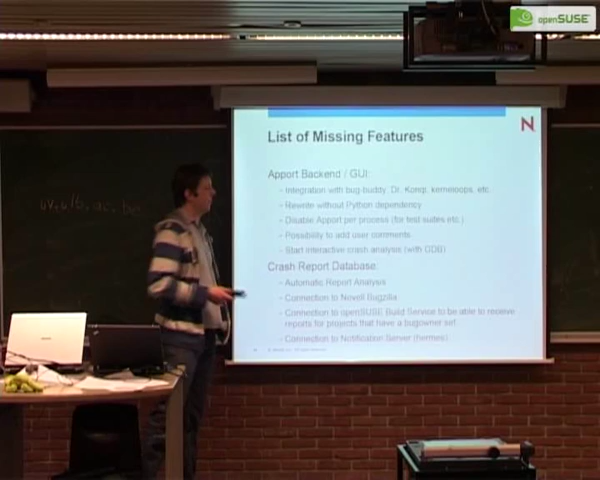 openSUSE
N
List of Missing Features
Apport Backend / GUI:
- Integration with bug-buddy, Dr. Konqi, kerneloops, etc.
- Rewrite without Python dependency
- Disable Apport per process (for test suites etc.)
- Possibility to add user comments
- Start interactive crash analysis (with GDB)
Crash Report Database:
- Automatic Report Analysis
- Connection to Novell Bugzilla
- Connection to openSUSE Build Service to be able to receive
reports for projects that have a bugowner set
- Connection to Notification Server (hermes)